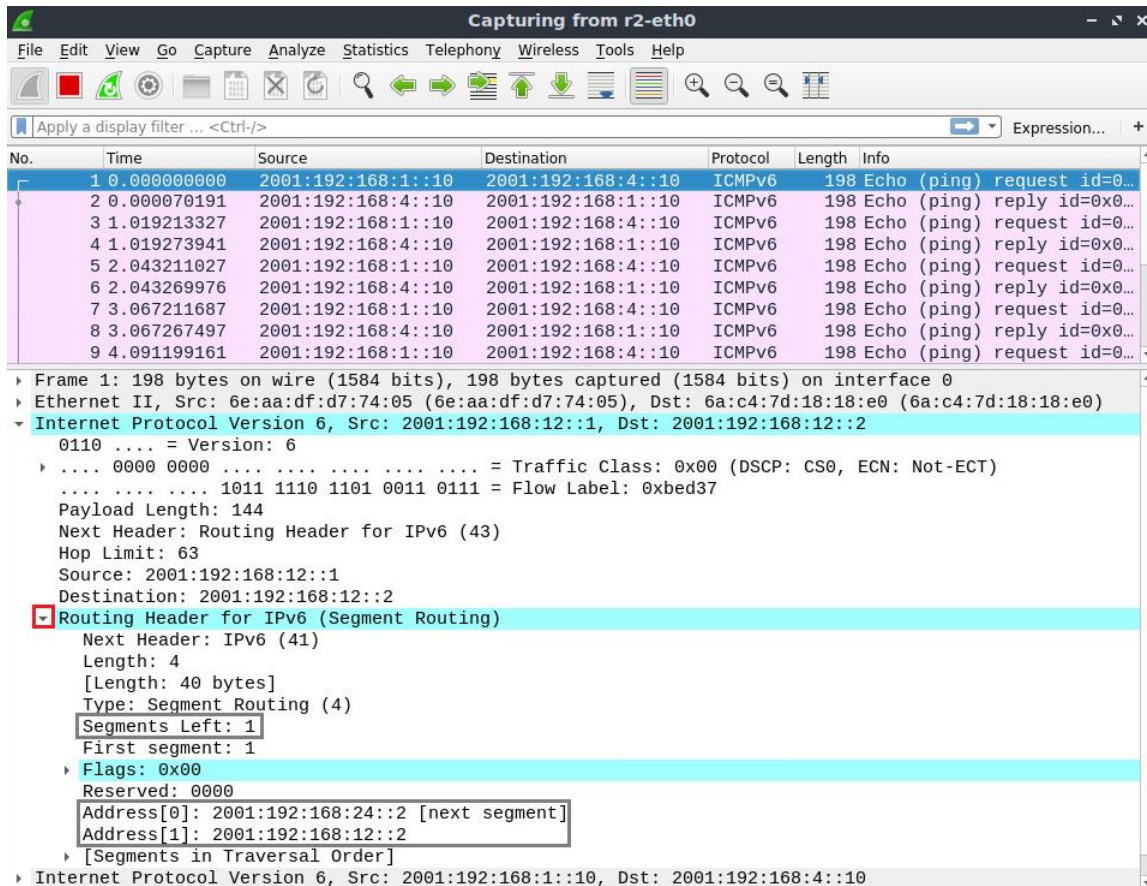 Capturing from r2-eth0
File Edit View Go Capture Analyze Statistics Telephony Wireless Tools Help
Apply a display filter ... <Ctrl-/> Expression... +
No. Time Source Destination Protocol Length Info
1 0.000000000 2001:192:168:1::10 2001:192:168:4::10 ICMPv6 198 Echo (ping) request id=0…
2 0.000070191 2001:192:168:4::10 2001:192:168:1::10 ICMPv6 198 Echo (ping) reply id=0x0…
3 1.019213327 2001:192:168:1::10 2001:192:168:4::10 ICMPv6 198 Echo (ping) request id=0…
4 1.019273941 2001:192:168:4::10 2001:192:168:1::10 ICMPv6 198 Echo (ping) reply id=0x0…
5 2.043211027 2001:192:168:1::10 2001:192:168:4::10 ICMPv6 198 Echo (ping) request id=0…
6 2.043269976 2001:192:168:4::10 2001:192:168:1::10 ICMPv6 198 Echo (ping) reply id=0x0…
7 3.067211687 2001:192:168:1::10 2001:192:168:4::10 ICMPv6 198 Echo (ping) request id=0…
8 3.067267497 2001:192:168:4::10 2001:192:168:1::10 ICMPv6 198 Echo (ping) reply id=0x0…
9 4.091199161 2001:192:168:1::10 2001:192:168:4::10 ICMPv6 198 Echo (ping) request id=0…
Frame 1: 198 bytes on wire (1584 bits), 198 bytes captured (1584 bits) on interface 0
Ethernet II, Src: 6e:aa:df:d7:74:05 (6e:aa:df:d7:74:05), Dst: 6a:c4:7d:18:18:e0 (6a:c4:7d:18:18:e0)
Internet Protocol Version 6, Src: 2001:192:168:12::1, Dst: 2001:192:168:12::2
0110 .... = Version: 6
.... 0000 0000 .... .... .... .... .... = Traffic Class: 0x00 (DSCP: CS0, ECN: Not-ECT)
.... .... .... 1011 1110 1101 0011 0111 = Flow Label: 0xbed37
Payload Length: 144
Next Header: Routing Header for IPv6 (43)
Hop Limit: 63
Source: 2001:192:168:12::1
Destination: 2001:192:168:12::2
Routing Header for IPv6 (Segment Routing)
Next Header: IPv6 (41)
Length: 4
[Length: 40 bytes]
Type: Segment Routing (4)
Segments Left: 1
First segment: 1
Flags: 0x00
Reserved: 0000
Address[0]: 2001:192:168:24::2 [next segment]
Address[1]: 2001:192:168:12::2
[Segments in Traversal Order]
Internet Protocol Version 6, Src: 2001:192:168:1::10, Dst: 2001:192:168:4::10